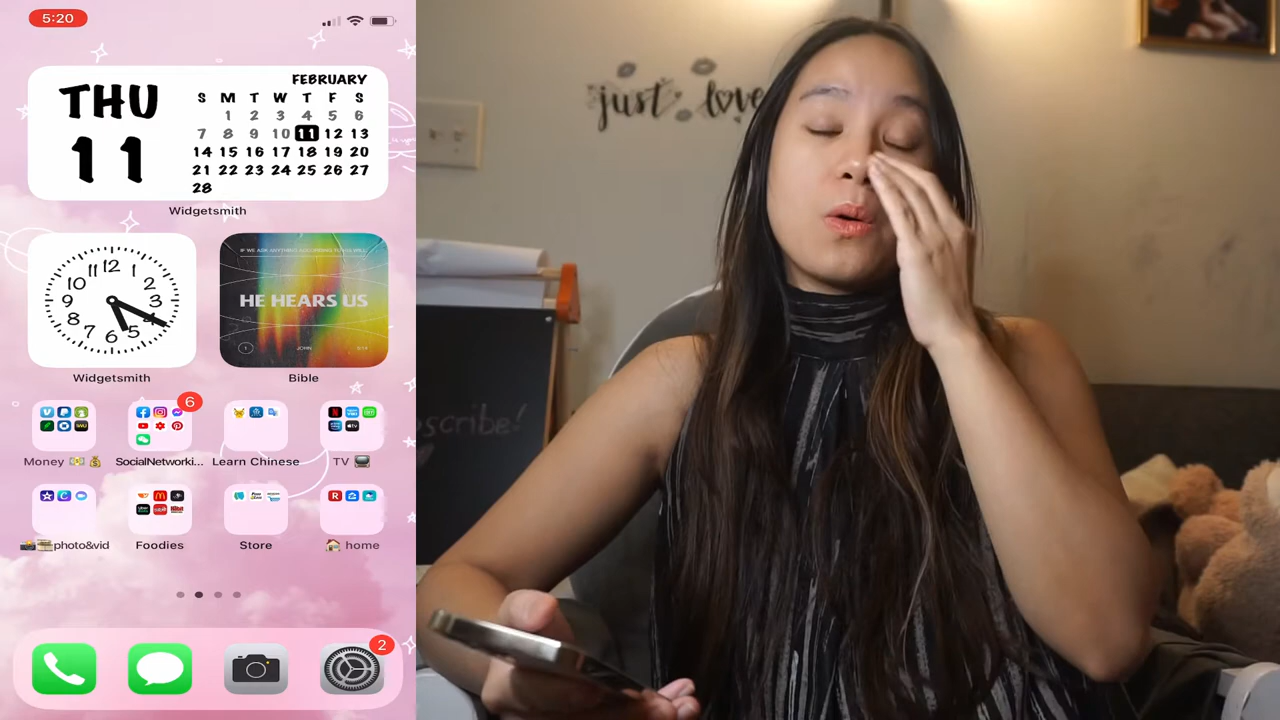 5:20
THU
11
FEBRUARY
S M T W T F S
1 2 3 4 5 6
7 8 9 10 11 12 13
14 15 16 17 18 19 20
21 22 23 24 25 26 27
28
Widgetsmith
12
11 1
10 2
9 3
8 4
7 6 5
HE HEARS US
JOHN
Widgetsmith
Bible
6
Money 💵 💰
SocialNetworki...
Learn Chinese
TV 📺
📸 photo&vid
Foodies
Store
🏠 home
2
just love
scribe!